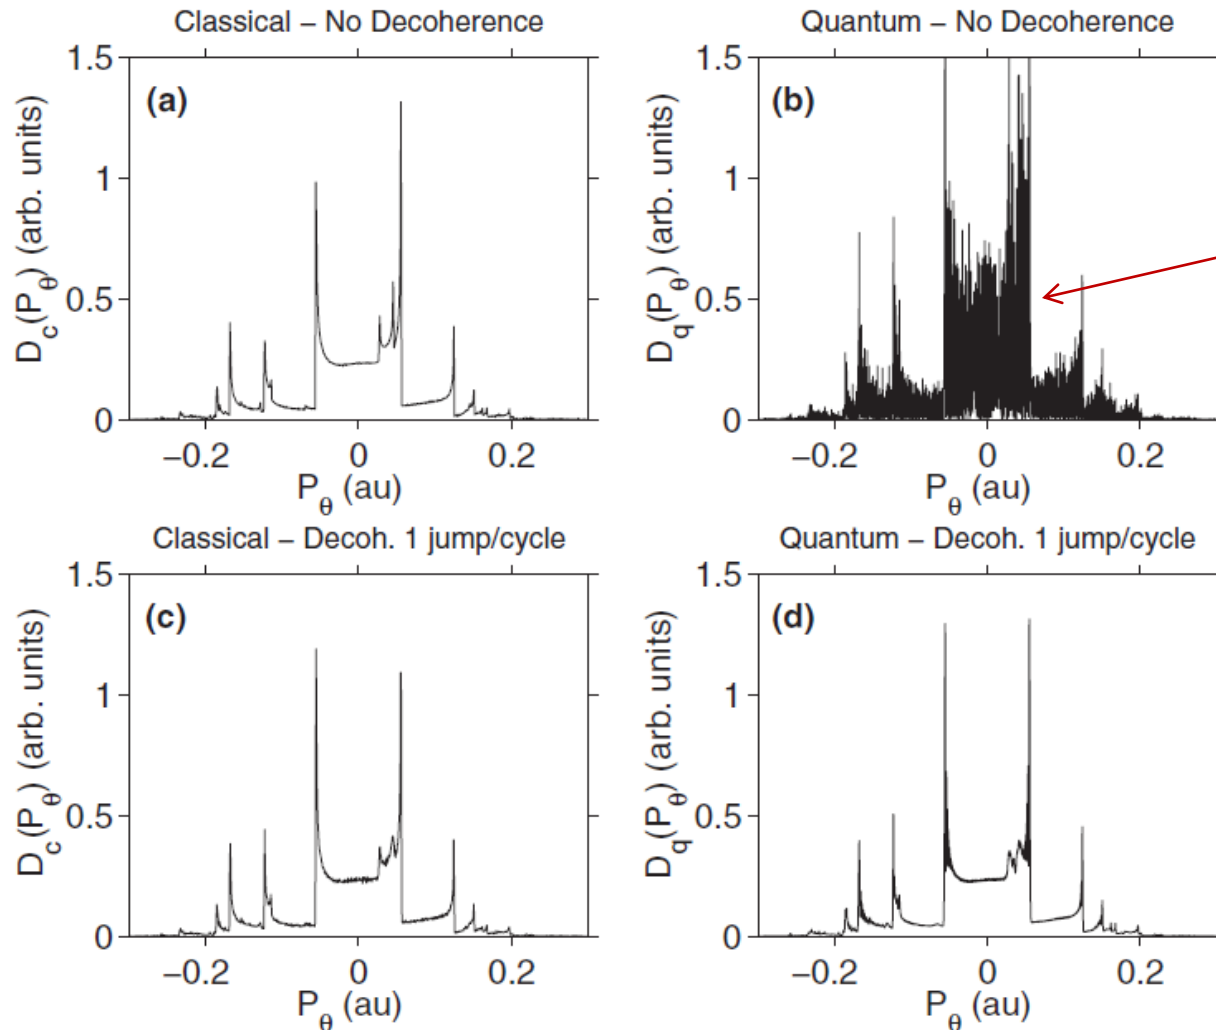 Classical – No Decoherence
(a)
D_c(P_θ) (arb. units)
1.5
1
0.5
0
−0.2
0
0.2
P_θ (au)
Quantum – No Decoherence
(b)
D_q(P_θ) (arb. units)
1.5
1
0.5
0
−0.2
0
0.2
P_θ (au)
Classical – Decoh. 1 jump/cycle
(c)
D_c(P_θ) (arb. units)
1.5
1
0.5
0
−0.2
0
0.2
P_θ (au)
Quantum – Decoh. 1 jump/cycle
(d)
D_q(P_θ) (arb. units)
1.5
1
0.5
0
−0.2
0
0.2
P_θ (au)